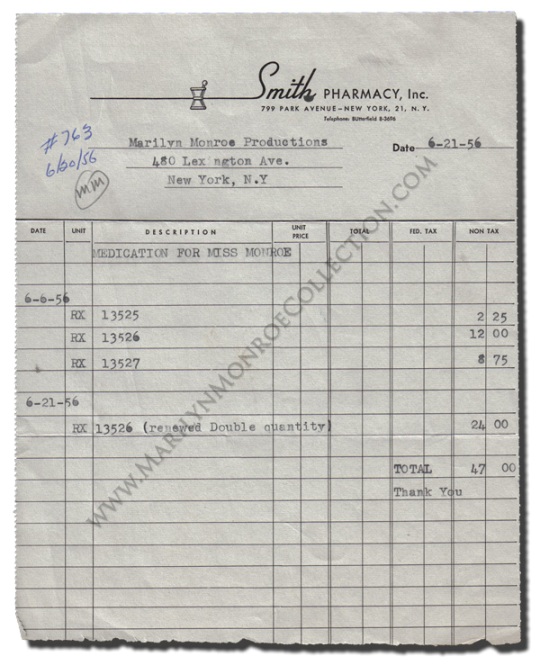 Smith PHARMACY, Inc.
799 PARK AVENUE—NEW YORK, 21, N. Y.
Telephone: BUtterfield 8-3696
#763
6/30/56
MM
Marilyn Monroe Productions
480 Lexington Ave.
New York, N.Y
Date 6-21-56
DATE UNIT DESCRIPTION UNIT PRICE TOTAL FED. TAX NON TAX
MEDICATION FOR MISS MONROE
6-6-56
RX 13525 2 25
RX 13526 12 00
RX 13527 8 75
6-21-56
RX 13526 (renewed Double quantity) 24 00
TOTAL 47 00
Thank You
WWW.MARILYNMONROECOLLECTION.COM